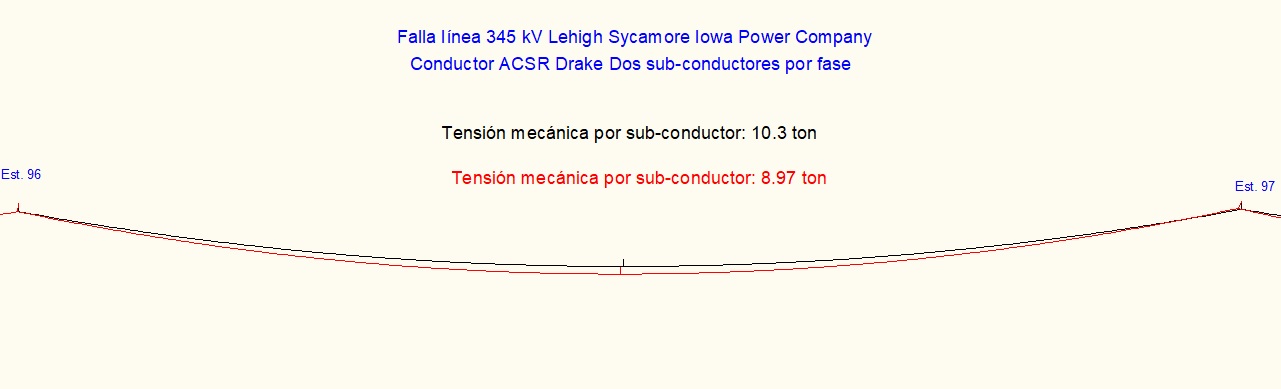 Falla línea 345 kV Lehigh Sycamore Iowa Power Company
Conductor ACSR Drake Dos sub-conductores por fase
Tensión mecánica por sub-conductor: 10.3 ton
Tensión mecánica por sub-conductor: 8.97 ton
Est. 96
Est. 97